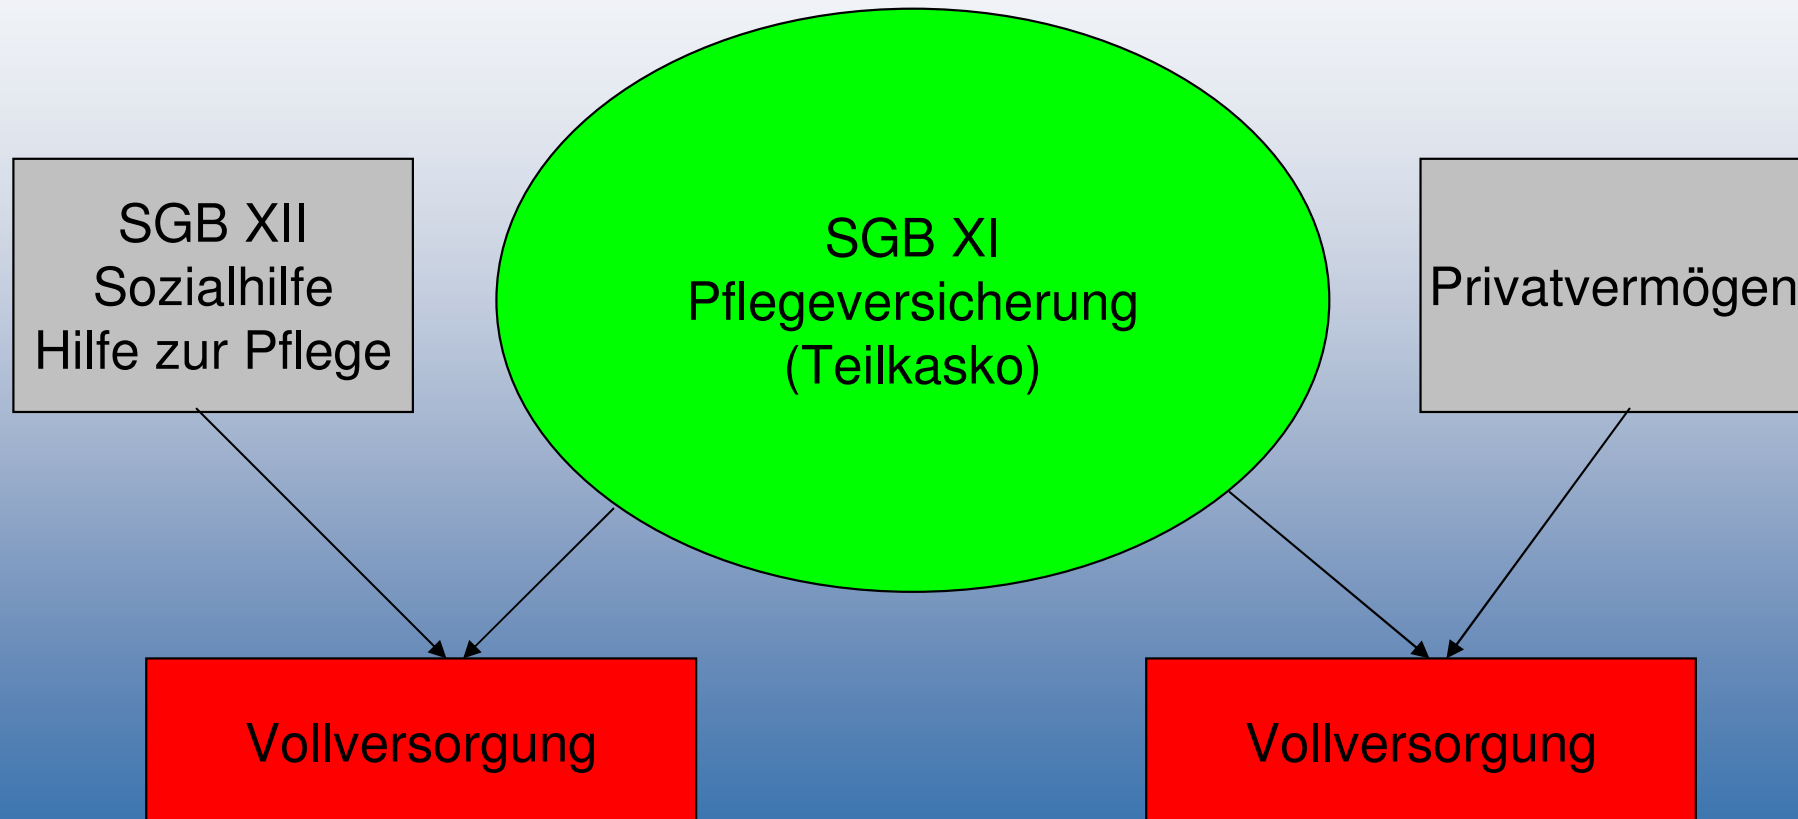 SGB XII
Sozialhilfe
Hilfe zur Pflege
SGB XI
Pflegeversicherung
(Teilkasko)
Privatvermögen
Vollversorgung
Vollversorgung